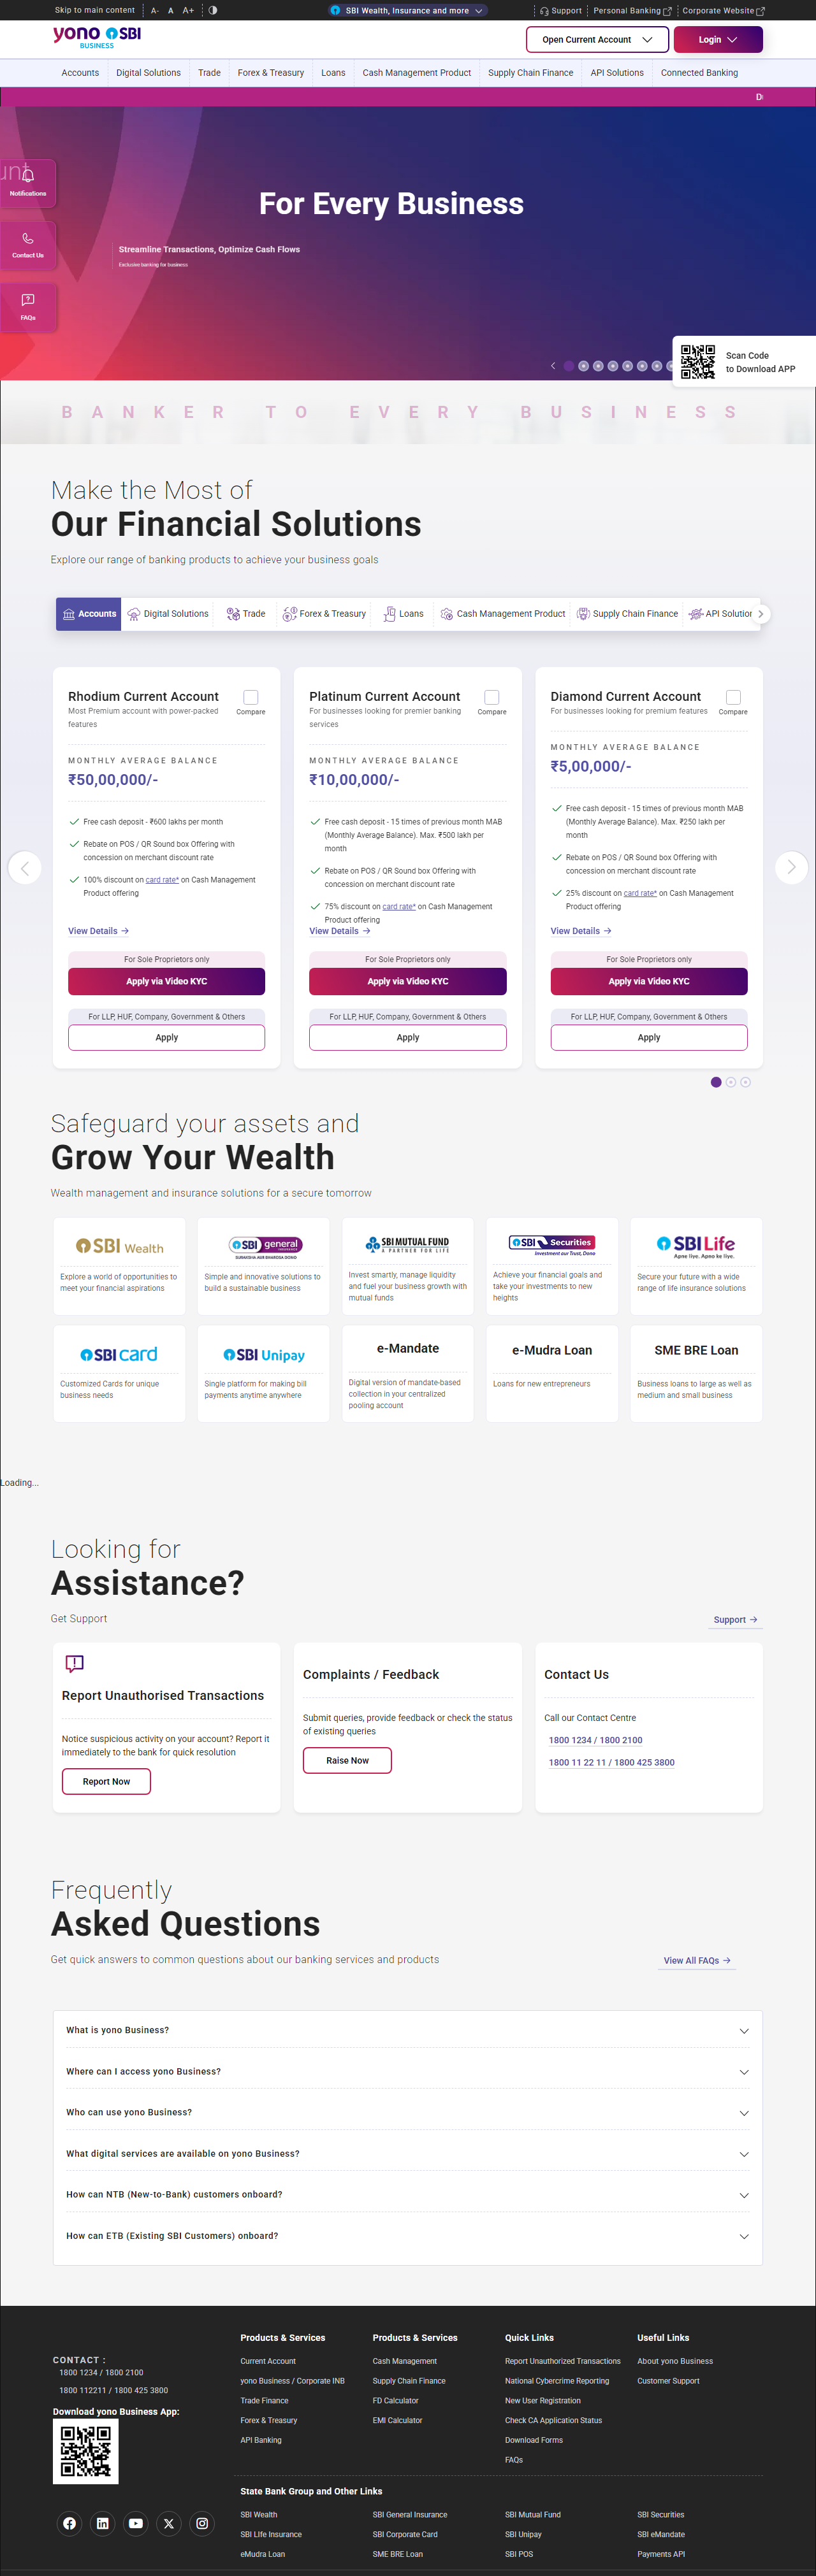 Skip to main content
A-
A
A+
SBI Wealth, Insurance and more
Support
Personal Banking
Corporate Website
yono SBI
BUSINESS
Open Current Account
Login
Accounts
Digital Solutions
Trade
Forex & Treasury
Loans
Cash Management Product
Supply Chain Finance
API Solutions
Connected Banking
Notifications
Contact Us
FAQs
For Every Business
Streamline Transactions, Optimize Cash Flows
Exclusive banking for business
Scan Code
to Download APP
BANKER TO EVERY BUSINESS
Make the Most of
Our Financial Solutions
Explore our range of banking products to achieve your business goals
Accounts
Digital Solutions
Trade
Forex & Treasury
Loans
Cash Management Product
Supply Chain Finance
API Solution
Rhodium Current Account
Most Premium account with power-packed
features
Compare
MONTHLY AVERAGE BALANCE
₹50,00,000/-
Free cash deposit - ₹600 lakhs per month
Rebate on POS / QR Sound box Offering with
concession on merchant discount rate
100% discount on card rate* on Cash Management
Product offering
View Details
For Sole Proprietors only
Apply via Video KYC
For LLP, HUF, Company, Government & Others
Apply
Platinum Current Account
For businesses looking for premier banking
services
Compare
MONTHLY AVERAGE BALANCE
₹10,00,000/-
Free cash deposit - 15 times of previous month MAB
(Monthly Average Balance). Max. ₹500 lakh per
month
Rebate on POS / QR Sound box Offering with
concession on merchant discount rate
75% discount on card rate* on Cash Management
Product offering
View Details
For Sole Proprietors only
Apply via Video KYC
For LLP, HUF, Company, Government & Others
Apply
Diamond Current Account
For businesses looking for premium features
Compare
MONTHLY AVERAGE BALANCE
₹5,00,000/-
Free cash deposit - 15 times of previous month MAB
(Monthly Average Balance). Max. ₹250 lakh per
month
Rebate on POS / QR Sound box Offering with
concession on merchant discount rate
25% discount on card rate* on Cash Management
Product offering
View Details
For Sole Proprietors only
Apply via Video KYC
For LLP, HUF, Company, Government & Others
Apply
Safeguard your assets and
Grow Your Wealth
Wealth management and insurance solutions for a secure tomorrow
SBI Wealth
Explore a world of opportunities to
meet your financial aspirations
SBI general
INSURANCE
SURAKSHA AUR BHAROSA DONO
Simple and innovative solutions to
build a sustainable business
SBI MUTUAL FUND
A PARTNER FOR LIFE
Invest smartly, manage liquidity
and fuel your business growth with
mutual funds
SBI Securities
Investment aur Trust, Dono
Achieve your financial goals and
take your investments to new
heights
SBI Life
Apne liye. Apno ke liye.
Secure your future with a wide
range of life insurance solutions
SBI card
Customized Cards for unique
business needs
SBI Unipay
Single platform for making bill
payments anytime anywhere
e-Mandate
Digital version of mandate-based
collection in your centralized
pooling account
e-Mudra Loan
Loans for new entrepreneurs
SME BRE Loan
Business loans to large as well as
medium and small business
Loading...
Looking for
Assistance?
Get Support
Support
Report Unauthorised Transactions
Notice suspicious activity on your account? Report it
immediately to the bank for quick resolution
Report Now
Complaints / Feedback
Submit queries, provide feedback or check the status
of existing queries
Raise Now
Contact Us
Call our Contact Centre
1800 1234 / 1800 2100
1800 11 22 11 / 1800 425 3800
Frequently
Asked Questions
Get quick answers to common questions about our banking services and products
View All FAQs
What is yono Business?
Where can I access yono Business?
Who can use yono Business?
What digital services are available on yono Business?
How can NTB (New-to-Bank) customers onboard?
How can ETB (Existing SBI Customers) onboard?
CONTACT :
1800 1234 / 1800 2100
1800 112211 / 1800 425 3800
Download yono Business App:
Products & Services
Current Account
yono Business / Corporate INB
Trade Finance
Forex & Treasury
API Banking
Products & Services
Cash Management
Supply Chain Finance
FD Calculator
EMI Calculator
Quick Links
Report Unauthorized Transactions
National Cybercrime Reporting
New User Registration
Check CA Application Status
Download Forms
FAQs
Useful Links
About yono Business
Customer Support
State Bank Group and Other Links
SBI Wealth
SBI General Insurance
SBI Mutual Fund
SBI Securities
SBI Life Insurance
SBI Corporate Card
SBI Unipay
SBI eMandate
eMudra Loan
SME BRE Loan
SBI POS
Payments API